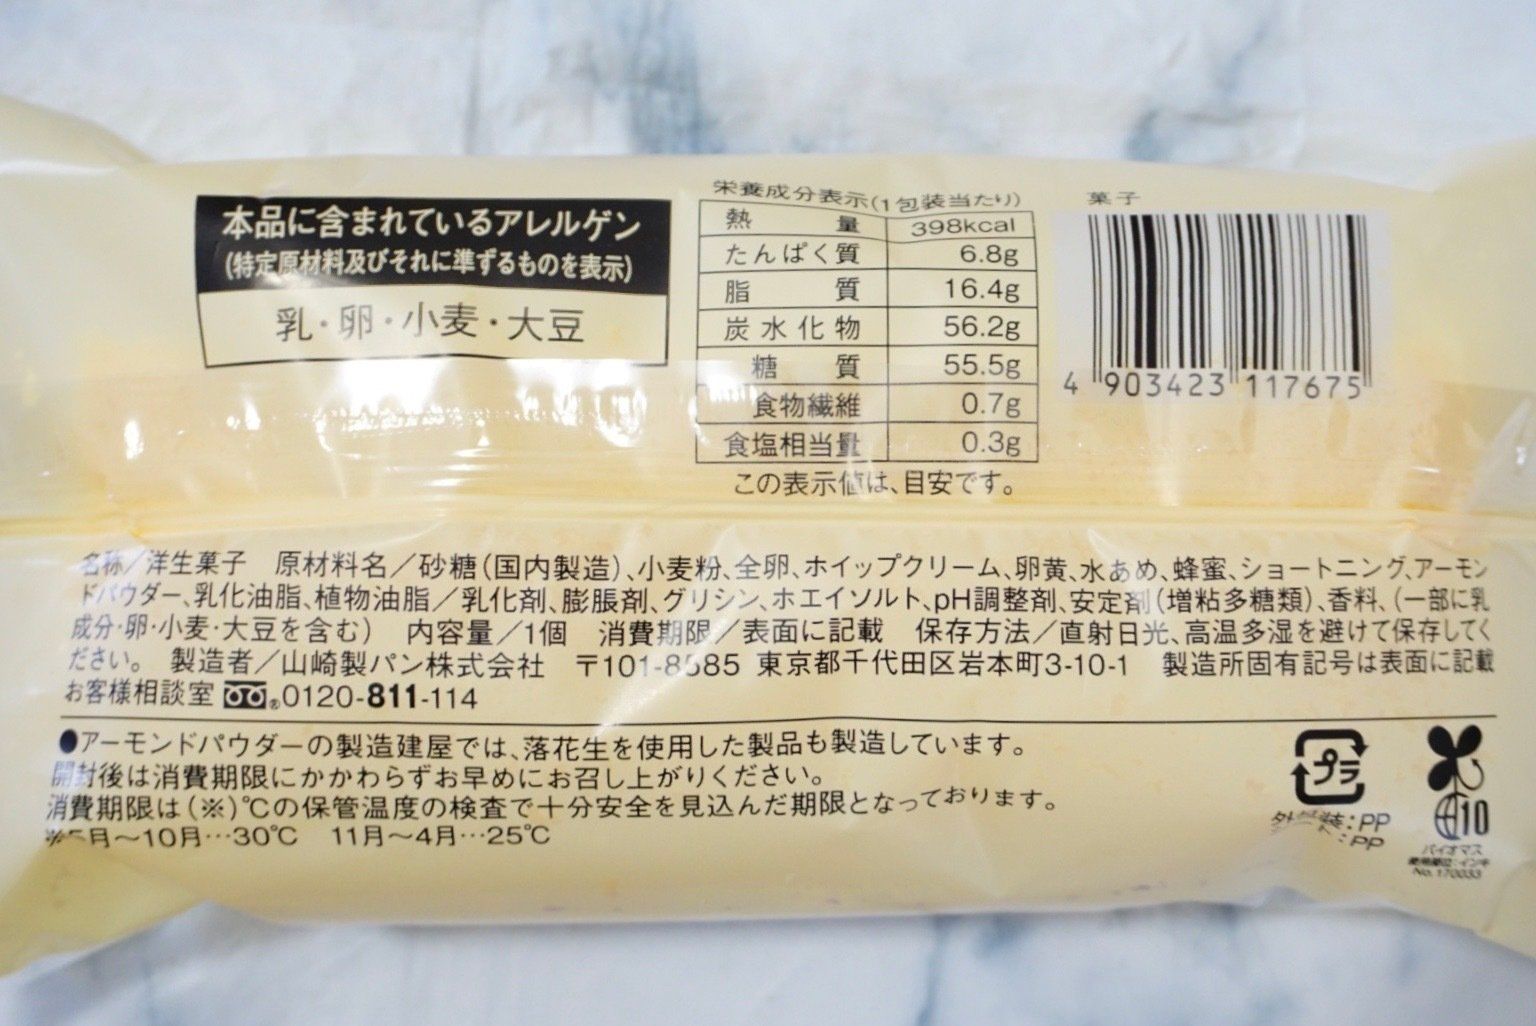 本品に含まれているアレルゲン
(特定原材料及びそれに準ずるものを表示)
乳・卵・小麦・大豆
栄養成分表示(1包装当たり)
熱量 398kcal
たんぱく質 6.8g
脂質 16.4g
炭水化物 56.2g
糖質 55.5g
食物繊維 0.7g
食塩相当量 0.3g
この表示値は、目安です。
菓子
4 903423 117675
名称/洋生菓子 原材料名/砂糖(国内製造)、小麦粉、全卵、ホイップクリーム、卵黄、水あめ、蜂蜜、ショートニング、アーモン
ドパウダー、乳化油脂、植物油脂/乳化剤、膨脹剤、グリシン、ホエイソルト、pH調整剤、安定剤(増粘多糖類)、香料、(一部に乳
成分・卵・小麦・大豆を含む) 内容量/1個 消費期限/表面に記載 保存方法/直射日光、高温多湿を避けて保存してく
ださい。 製造者/山崎製パン株式会社 〒101-8585 東京都千代田区岩本町3-10-1 製造所固有記号は表面に記載
お客様相談室 ®0120-811-114
●アーモンドパウダーの製造建屋では、落花生を使用した製品も製造しています。
開封後は消費期限にかかわらずお早めにお召し上がりください。
消費期限は(※)℃の保管温度の検査で十分安全を見込んだ期限となっております。
※5月〜10月…30℃ 11月〜4月…25℃
プラ
外包装:PP
:PP
10
バイオマス
使用部位:インキ
No.170033